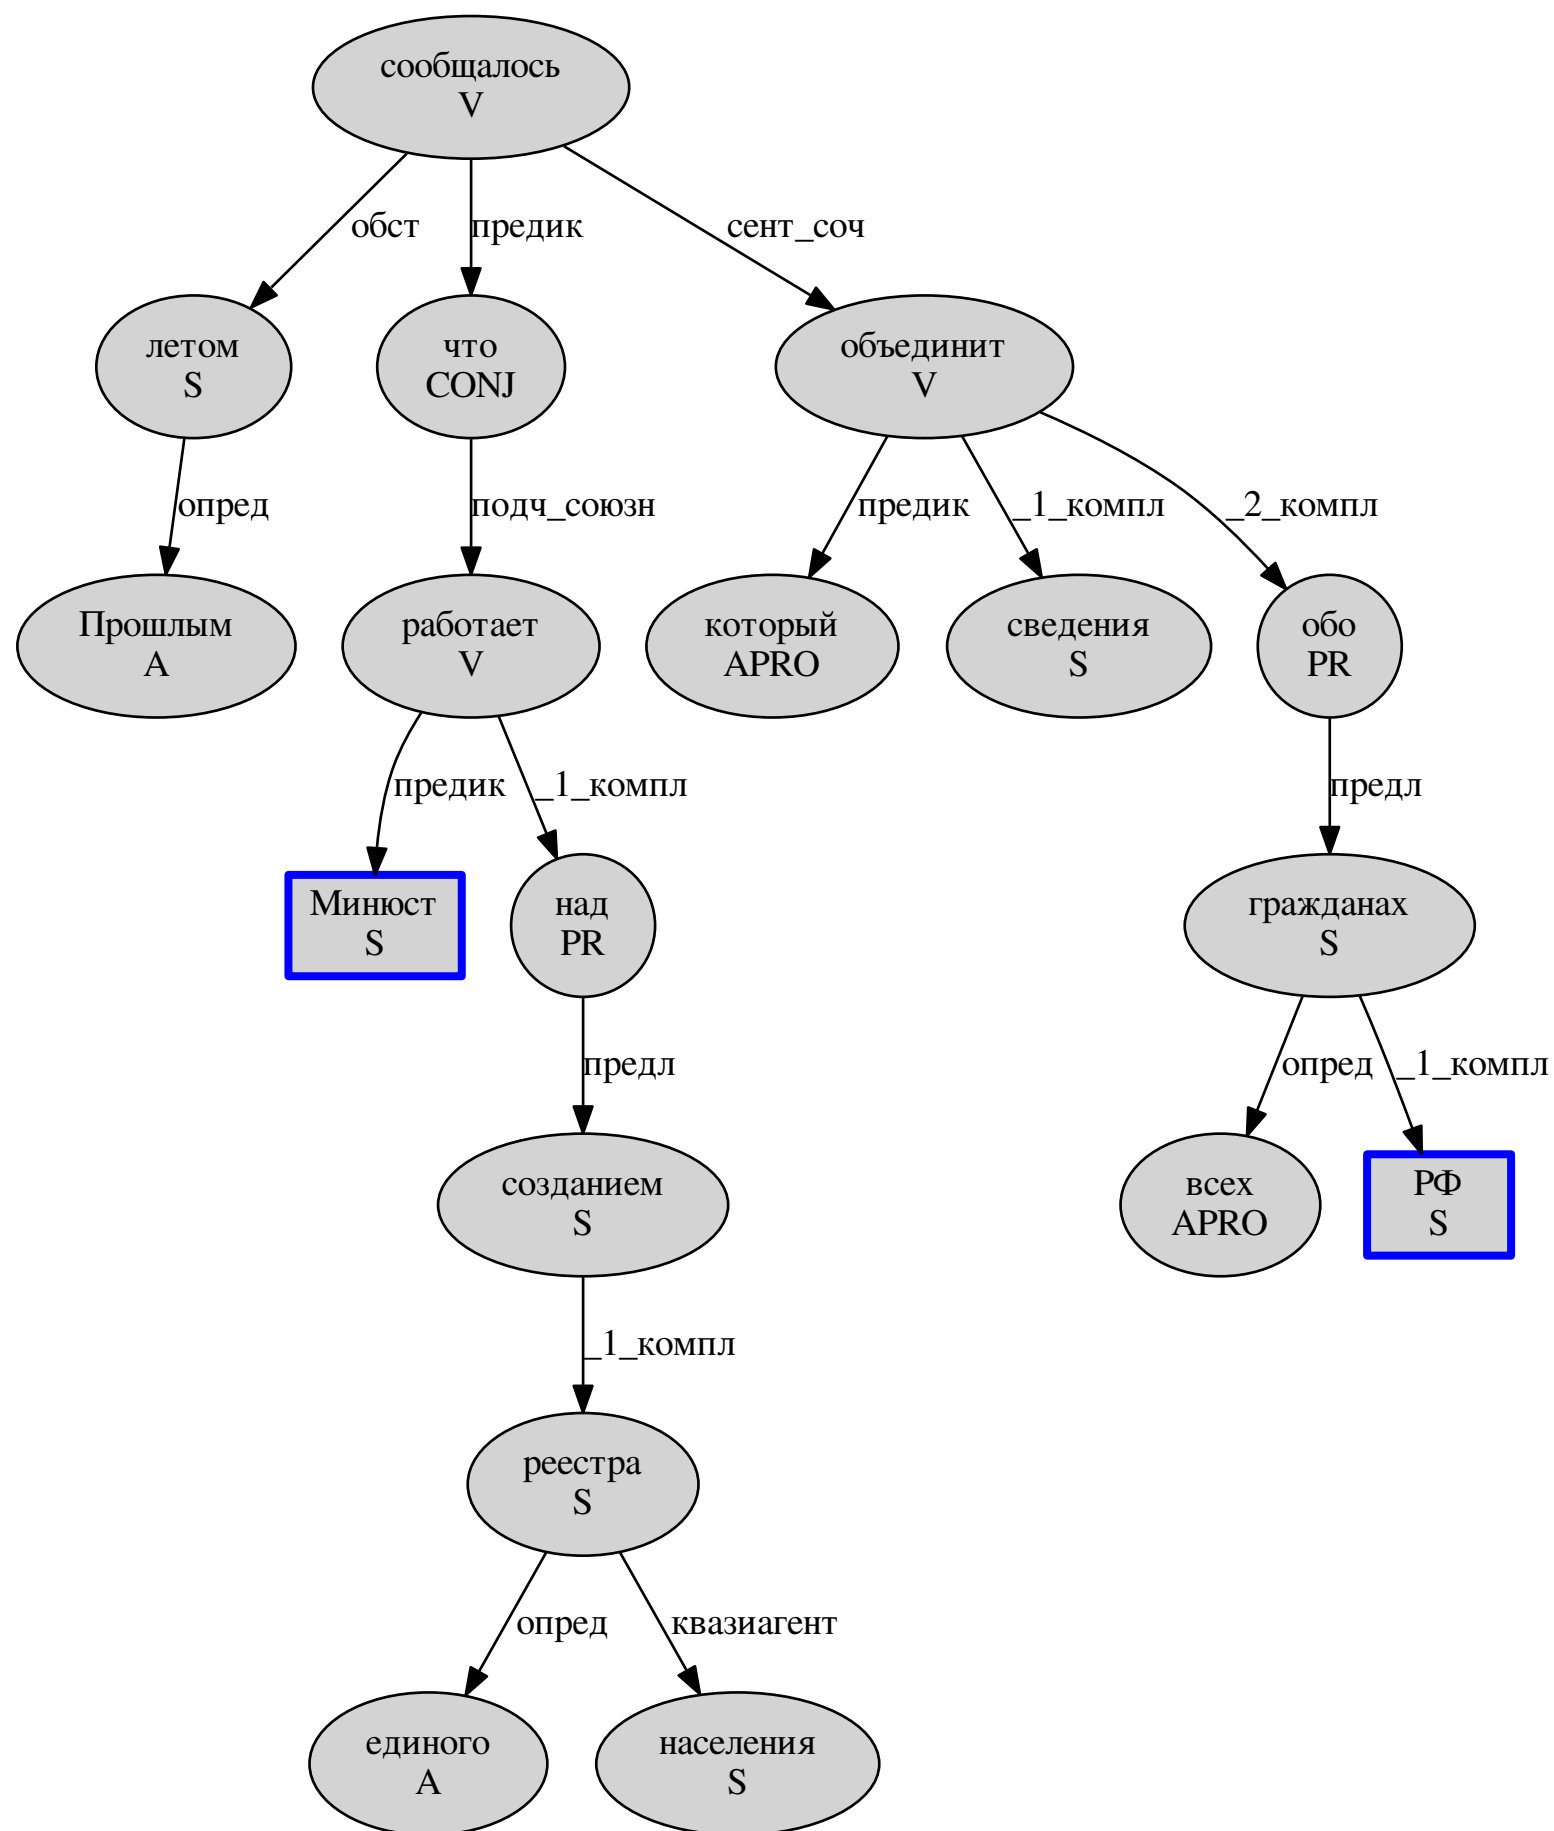 сообщалось
V
обст
предик
сент_соч
летом
S
что
CONJ
объединит
V
опред
подч_союзн
предик
_1_компл
_2_компл
Прошлым
A
работает
V
который
APRO
сведения
S
обо
PR
предик
_1_компл
предл
Минюст
S
над
PR
гражданах
S
предл
опред
_1_компл
созданием
S
всех
APRO
РФ
S
_1_компл
реестра
S
опред
квазиагент
единого
A
населения
S